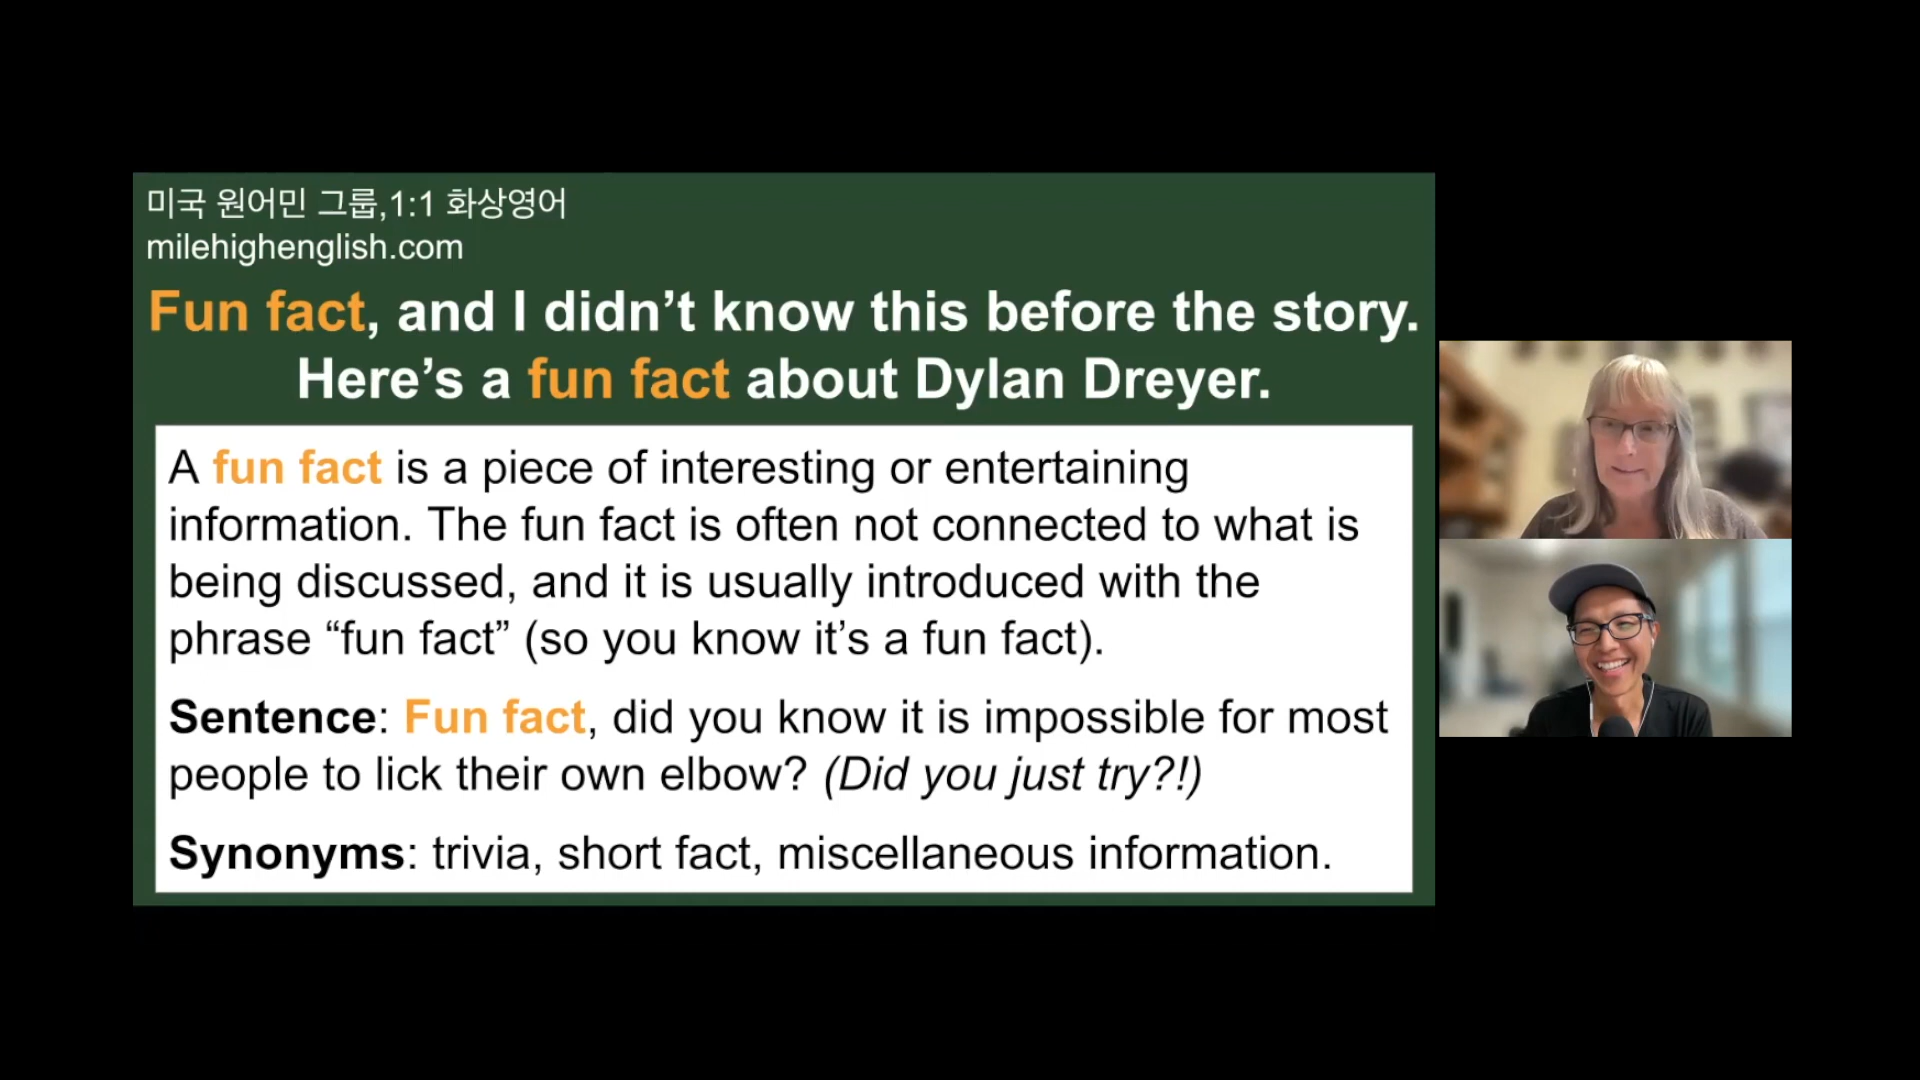 미국 원어민 그룹,1:1 화상영어
milehighenglish.com
Fun fact, and I didn’t know this before the story.
Here’s a fun fact about Dylan Dreyer.
A fun fact is a piece of interesting or entertaining
information. The fun fact is often not connected to what is
being discussed, and it is usually introduced with the
phrase “fun fact” (so you know it’s a fun fact).
Sentence: Fun fact, did you know it is impossible for most
people to lick their own elbow? (Did you just try?!)
Synonyms: trivia, short fact, miscellaneous information.